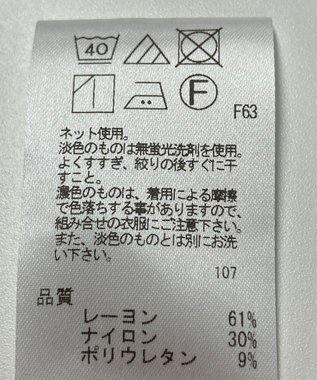 40
F
F63
ネット使用。
淡色のものは無蛍光洗剤を使用。
よくすすぎ、絞りの後すぐに干
すこと。
濃色のものは、着用による摩擦
で色落ちする事がありますので、
組み合せの衣服にご注意下さい。
また、淡色のものとは別にお洗
い下さい。
107
品質
レーヨン 61%
ナイロン 30%
ポリウレタン 9%